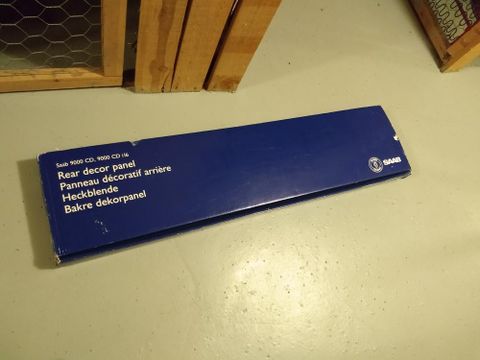 Saab 9000 CD, 9000 CD i16
Rear decor panel
Panneau décoratif arrière
Heckblende
Bakre dekorpanel
SAAB